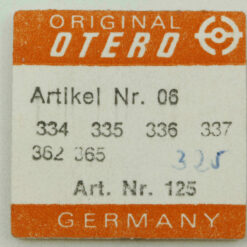 ORIGINAL
OTERO
Artikel Nr. 06
334 335 336 337
362 365 325
Art. Nr. 125
GERMANY